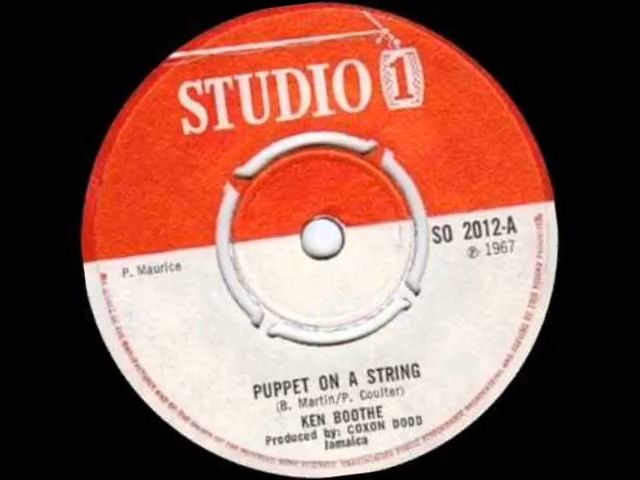 STUDIO 1
SO 2012-A
℗ 1967
P. Maurice
PUPPET ON A STRING
(B. Martin/P. Coulter)
KEN BOOTHE
Produced by: COXON DODD
Jamaica